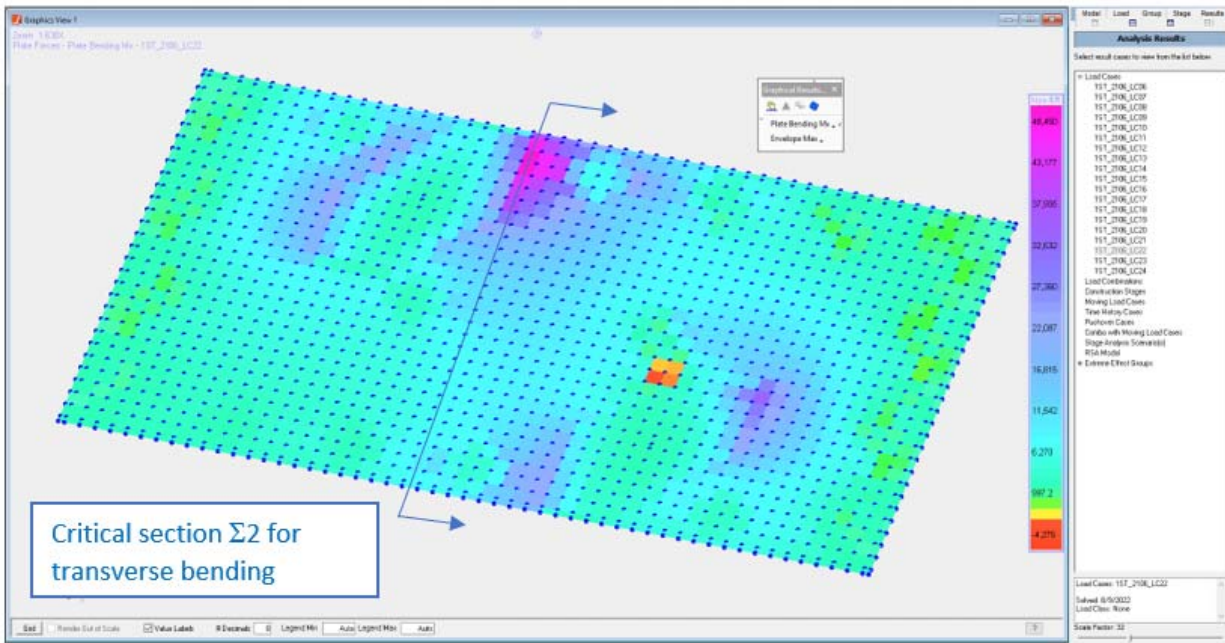 Graphics View 1
Zoom: 1.638X
Plate Forces - Plate Bending Mx - 1ST_2106_LC22
Graphical Results...
Plate Bending Mx
Envelope Max
48,450
43,177
37,905
32,632
27,360
22,087
16,815
11,542
6,270
997.2
-4,275
Critical section Σ2 for
transverse bending
Render Out of Scale
Value Labels
# Decimals
0
Legend Min
Auto
Legend Max
Auto
Model Load Group Stage Results
Analysis Results
Select result cases to view from the list below.
Load Cases
1ST_2106_LC06
1ST_2106_LC07
1ST_2106_LC08
1ST_2106_LC09
1ST_2106_LC10
1ST_2106_LC11
1ST_2106_LC12
1ST_2106_LC13
1ST_2106_LC14
1ST_2106_LC15
1ST_2106_LC16
1ST_2106_LC17
1ST_2106_LC18
1ST_2106_LC19
1ST_2106_LC20
1ST_2106_LC21
1ST_2106_LC22
1ST_2106_LC23
1ST_2106_LC24
Load Combinations
Construction Stages
Moving Load Cases
Time History Cases
Pushover Cases
Combo with Moving Load Cases
Stage Analysis Scenario(s)
RSA Model
Extreme Effect Groups
Load Cases: 1ST_2106_LC22
Solved: 8/9/2022
Load Class: None
Scale Factor: 32